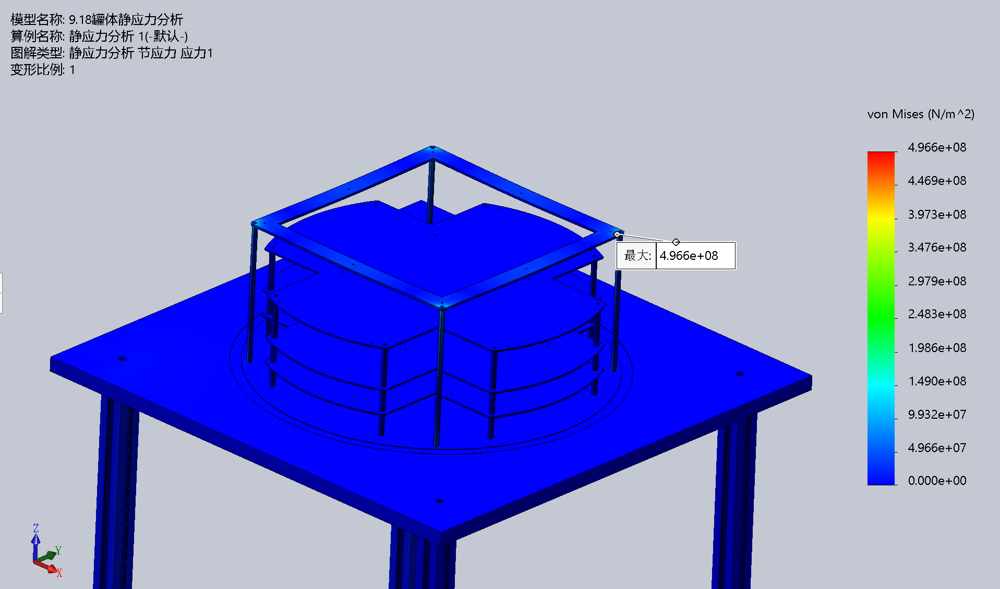 模型名称: 9.18罐体静应力分析
算例名称: 静应力分析 1(-默认-)
图解类型: 静应力分析 节应力 应力1
变形比例: 1
von Mises (N/m^2)
4.966e+08
4.469e+08
3.973e+08
3.476e+08
2.979e+08
2.483e+08
1.986e+08
1.490e+08
9.932e+07
4.966e+07
0.000e+00
最大: 4.966e+08
Z
Y
X